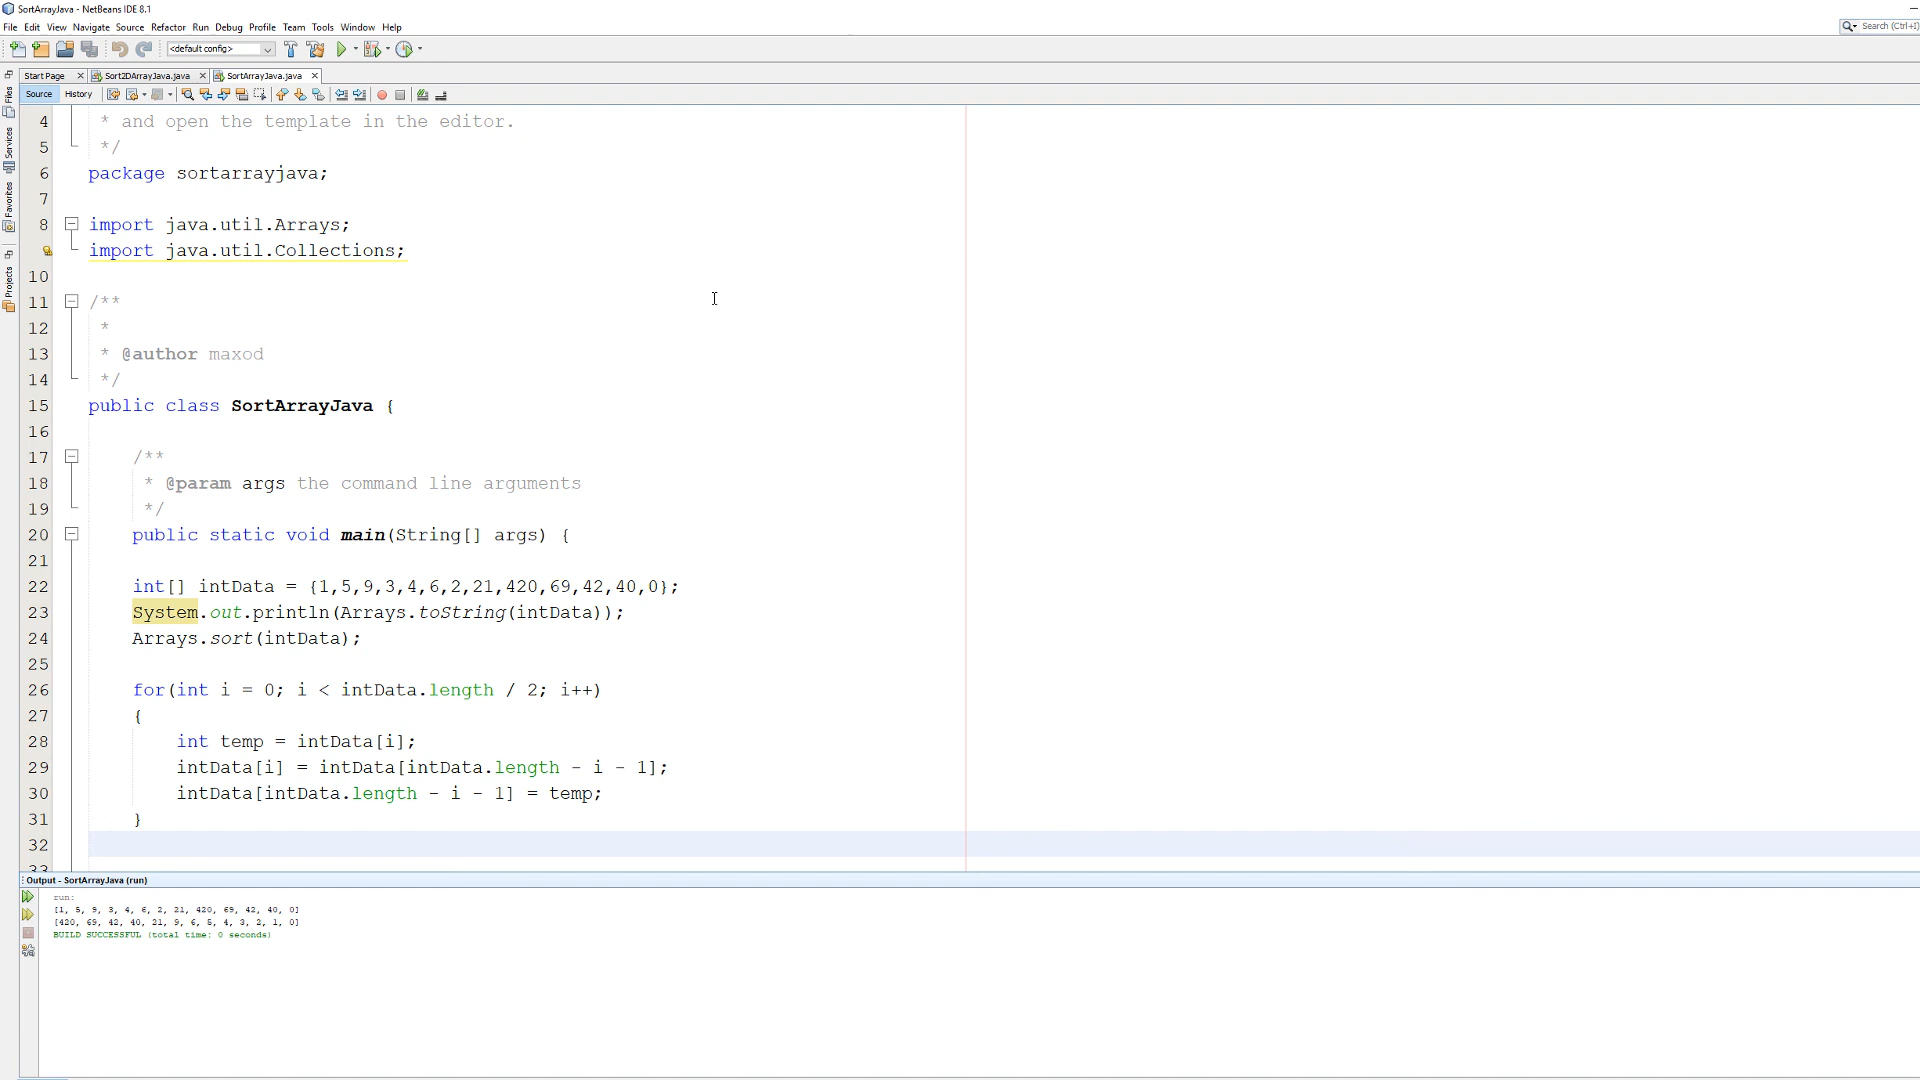 SortArrayJava - NetBeans IDE 8.1
File Edit View Navigate Source Refactor Run Debug Profile Team Tools Window Help
Search (Ctrl+I)
<default config>
Start Page Sort2DArrayJava.java SortArrayJava.java
Source History
Files
Services
Favorites
Projects
4 * and open the template in the editor.
5 */
6 package sortarrayjava;
7
8 import java.util.Arrays;
import java.util.Collections;
10
11 /**
12 *
13 * @author maxod
14 */
15 public class SortArrayJava {
16
17 /**
18 * @param args the command line arguments
19 */
20 public static void main(String[] args) {
21
22 int[] intData = {1,5,9,3,4,6,2,21,420,69,42,40,0};
23 System.out.println(Arrays.toString(intData));
24 Arrays.sort(intData);
25
26 for(int i = 0; i < intData.length / 2; i++)
27 {
28 int temp = intData[i];
29 intData[i] = intData[intData.length - i - 1];
30 intData[intData.length - i - 1] = temp;
31 }
32
33
Output - SortArrayJava (run)
run:
[1, 5, 9, 3, 4, 6, 2, 21, 420, 69, 42, 40, 0]
[420, 69, 42, 40, 21, 9, 6, 5, 4, 3, 2, 1, 0]
BUILD SUCCESSFUL (total time: 0 seconds)